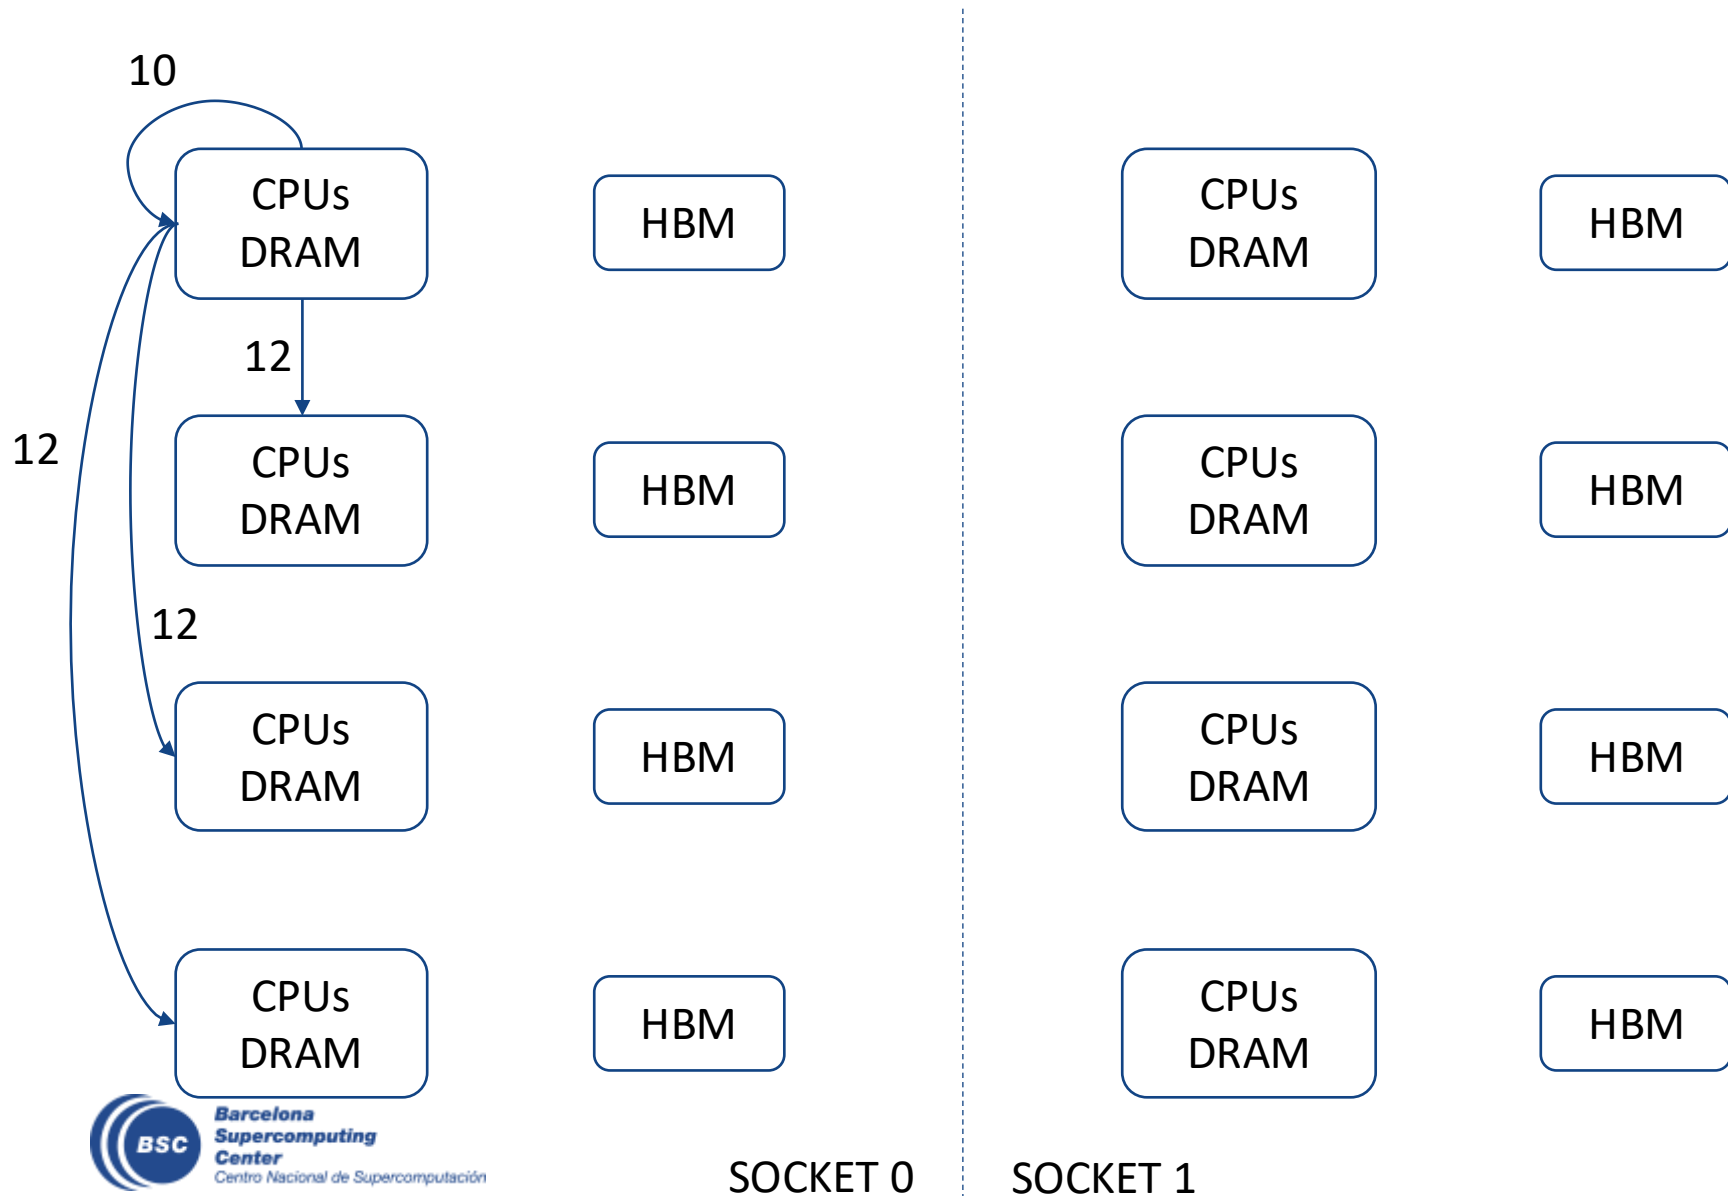 10
CPUs
DRAM
HBM
CPUs
DRAM
HBM
12
CPUs
DRAM
HBM
CPUs
DRAM
HBM
12
12
CPUs
DRAM
HBM
CPUs
DRAM
HBM
CPUs
DRAM
HBM
CPUs
DRAM
HBM
BSC
Barcelona
Supercomputing
Center
Centro Nacional de Supercomputación
SOCKET 0
SOCKET 1